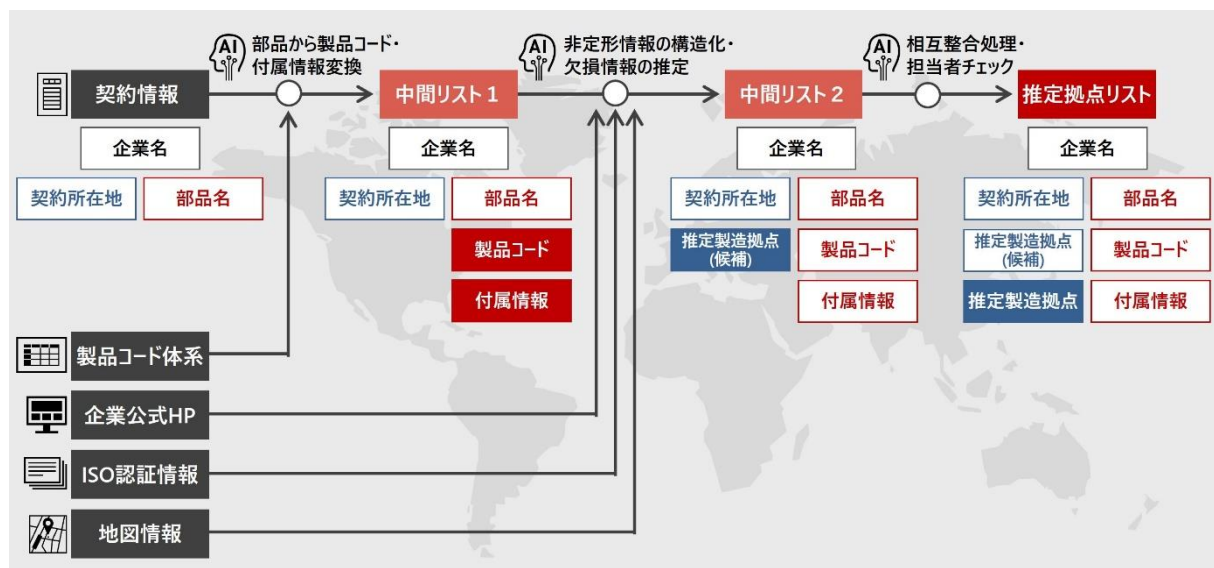 AI
部品から製品コード・
付属情報変換
AI
非定形情報の構造化・
欠損情報の推定
AI
相互整合処理・
担当者チェック
契約情報
中間リスト1
中間リスト2
推定拠点リスト
企業名
契約所在地
部品名
企業名
契約所在地
部品名
製品コード
付属情報
企業名
契約所在地
部品名
推定製造拠点
(候補)
製品コード
付属情報
企業名
契約所在地
部品名
推定製造拠点
(候補)
製品コード
推定製造拠点
付属情報
製品コード体系
企業公式HP
ISO認証情報
地図情報